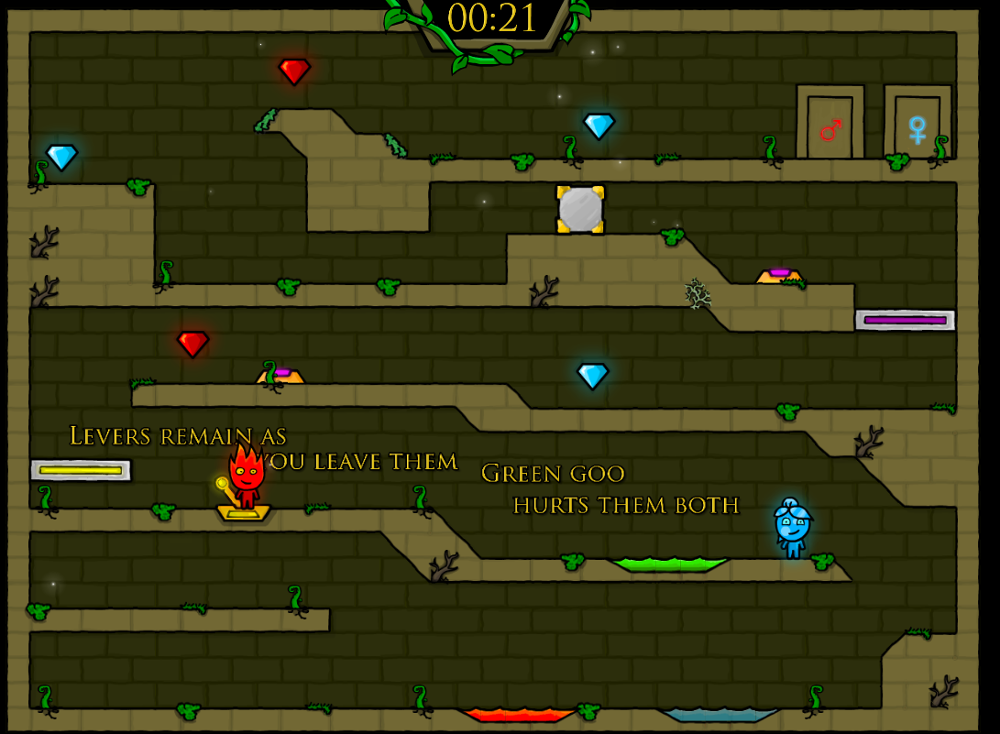 00:21
LEVERS REMAIN AS
YOU LEAVE THEM
GREEN GOO
HURTS THEM BOTH